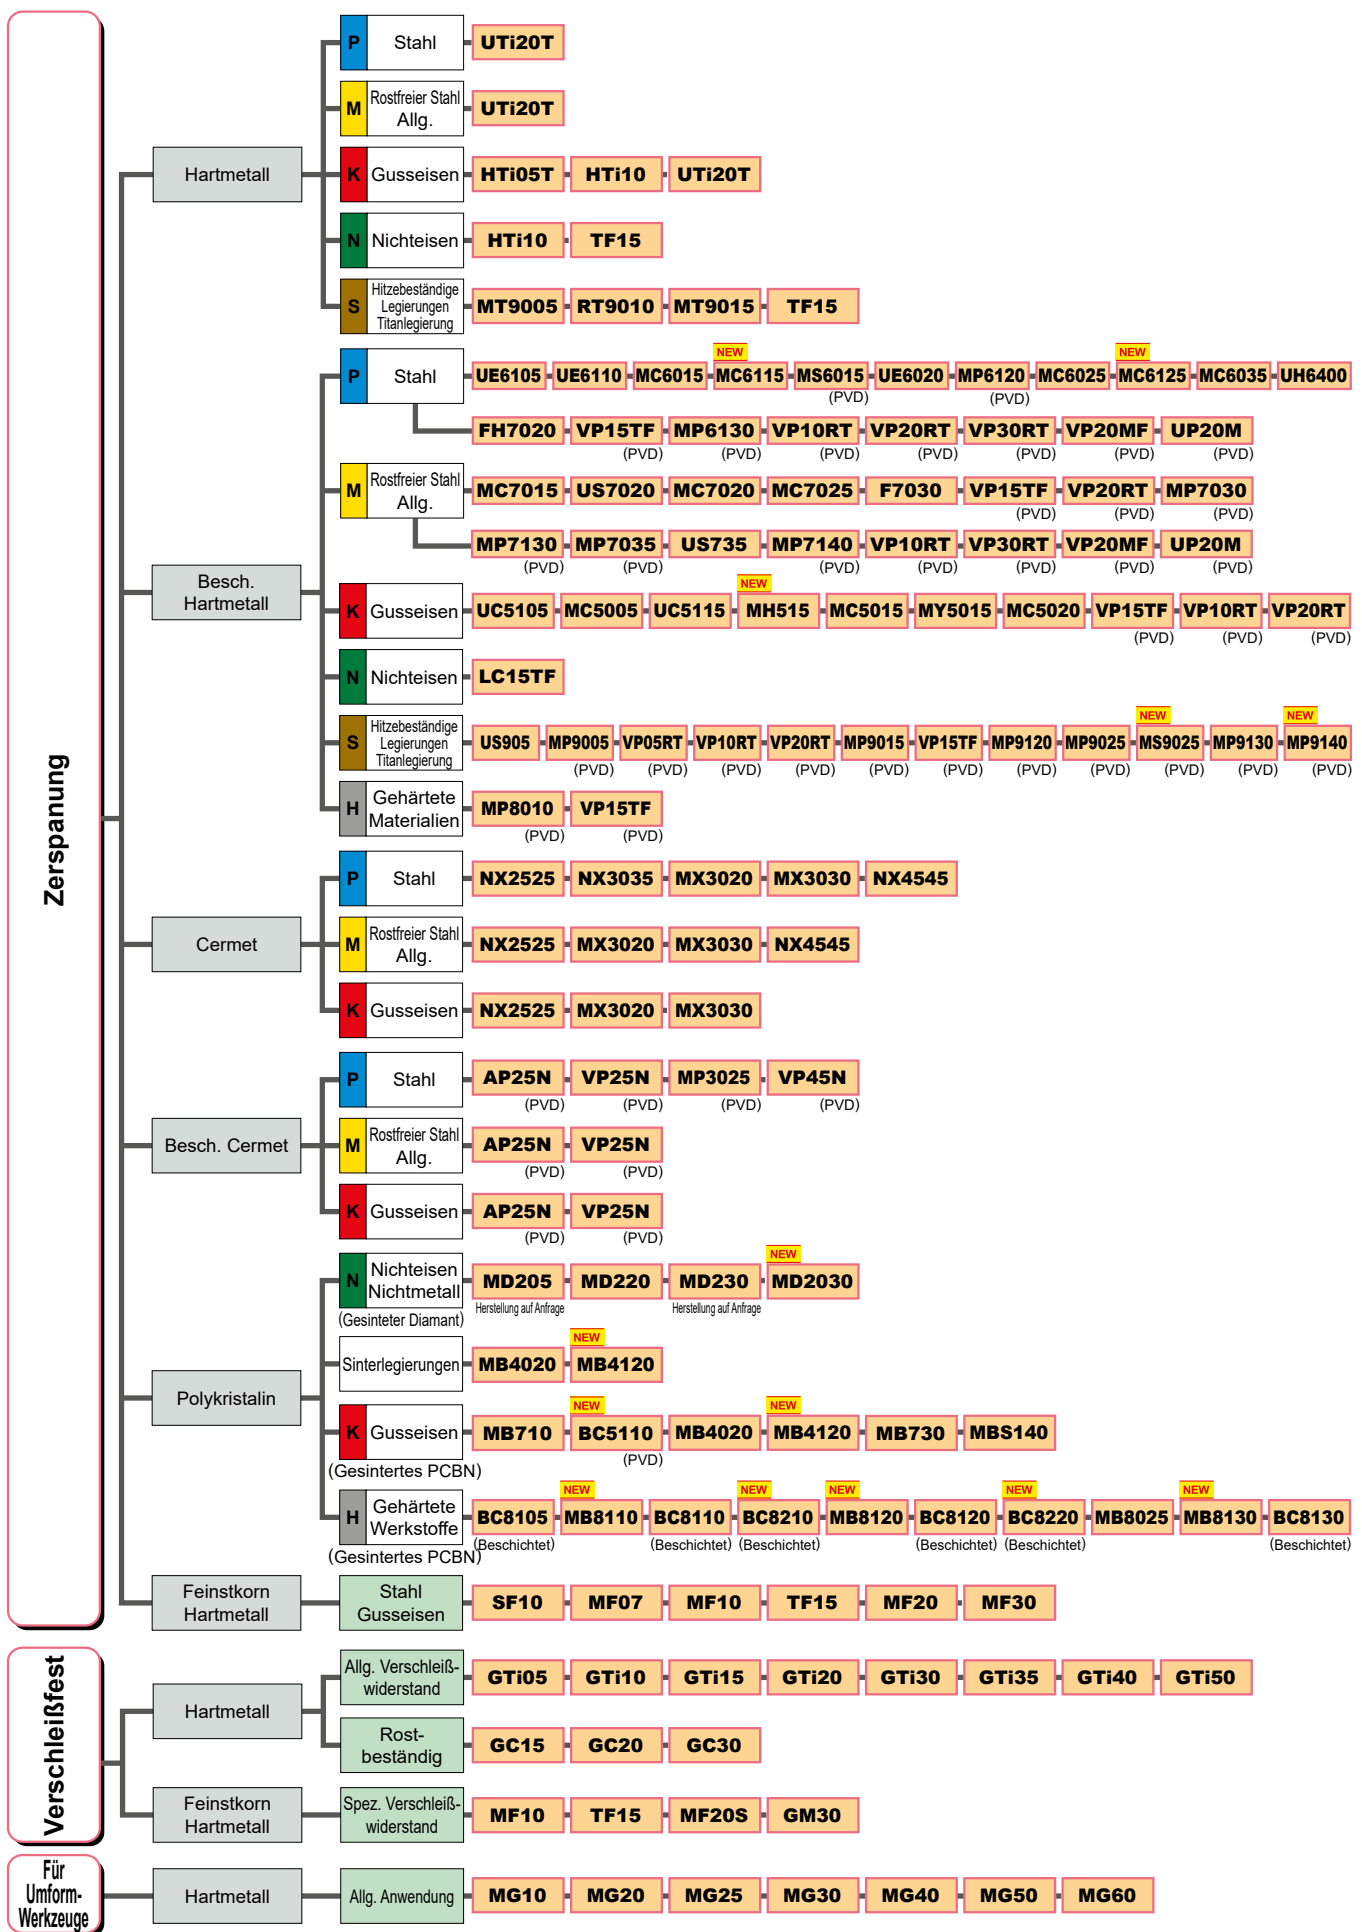 Zerspanung
Hartmetall
P Stahl UTi20T
M Rostfreier Stahl
Allg. UTi20T
K Gusseisen HTi05T HTi10 UTi20T
N Nichteisen HTi10 TF15
S Hitzebeständige
Legierungen
Titanlegierung MT9005 RT9010 MT9015 TF15
Besch.
Hartmetall
NEW NEW
P Stahl UE6105 UE6110 MC6015 MC6115 MS6015 UE6020 MP6120 MC6025 MC6125 MC6035 UH6400
(PVD) (PVD)
FH7020 VP15TF MP6130 VP10RT VP20RT VP30RT VP20MF UP20M
(PVD) (PVD) (PVD) (PVD) (PVD) (PVD) (PVD)
M Rostfreier Stahl
Allg. MC7015 US7020 MC7020 MC7025 F7030 VP15TF VP20RT MP7030
(PVD) (PVD) (PVD)
MP7130 MP7035 US735 MP7140 VP10RT VP30RT VP20MF UP20M
(PVD) (PVD) (PVD) (PVD) (PVD) (PVD) (PVD)
NEW
K Gusseisen UC5105 MC5005 UC5115 MH515 MC5015 MY5015 MC5020 VP15TF VP10RT VP20RT
(PVD) (PVD) (PVD)
N Nichteisen LC15TF
NEW NEW
S Hitzebeständige
Legierungen
Titanlegierung US905 MP9005 VP05RT VP10RT VP20RT MP9015 VP15TF MP9120 MP9025 MS9025 MP9130 MP9140
(PVD) (PVD) (PVD) (PVD) (PVD) (PVD) (PVD) (PVD) (PVD) (PVD) (PVD)
H Gehärtete
Materialien MP8010 VP15TF
(PVD) (PVD)
Cermet
P Stahl NX2525 NX3035 MX3020 MX3030 NX4545
M Rostfreier Stahl
Allg. NX2525 MX3020 MX3030 NX4545
K Gusseisen NX2525 MX3020 MX3030
Besch. Cermet
P Stahl AP25N VP25N MP3025 VP45N
(PVD) (PVD) (PVD) (PVD)
M Rostfreier Stahl
Allg. AP25N VP25N
(PVD) (PVD)
K Gusseisen AP25N VP25N
(PVD) (PVD)
Polykristalin
NEW
N Nichteisen
Nichtmetall MD205 MD220 MD230 MD2030
Herstellung auf Anfrage Herstellung auf Anfrage
(Gesinteter Diamant)
NEW
Sinterlegierungen MB4020 MB4120
NEW NEW
K Gusseisen MB710 BC5110 MB4020 MB4120 MB730 MBS140
(PVD)
(Gesintertes PCBN)
NEW NEW NEW NEW NEW
H Gehärtete
Werkstoffe BC8105 MB8110 BC8110 BC8210 MB8120 BC8120 BC8220 MB8025 MB8130 BC8130
(Beschichtet) (Beschichtet) (Beschichtet) (Beschichtet) (Beschichtet) (Beschichtet)
(Gesintertes PCBN)
Feinstkorn
Hartmetall
Stahl
Gusseisen SF10 MF07 MF10 TF15 MF20 MF30
Verschleißfest
Hartmetall
Allg. Verschleiß-
widerstand GTi05 GTi10 GTi15 GTi20 GTi30 GTi35 GTi40 GTi50
Rost-
beständig GC15 GC20 GC30
Feinstkorn
Hartmetall
Spez. Verschleiß-
widerstand MF10 TF15 MF20S GM30
Für
Umform-
Werkzeuge
Hartmetall
Allg. Anwendung MG10 MG20 MG25 MG30 MG40 MG50 MG60